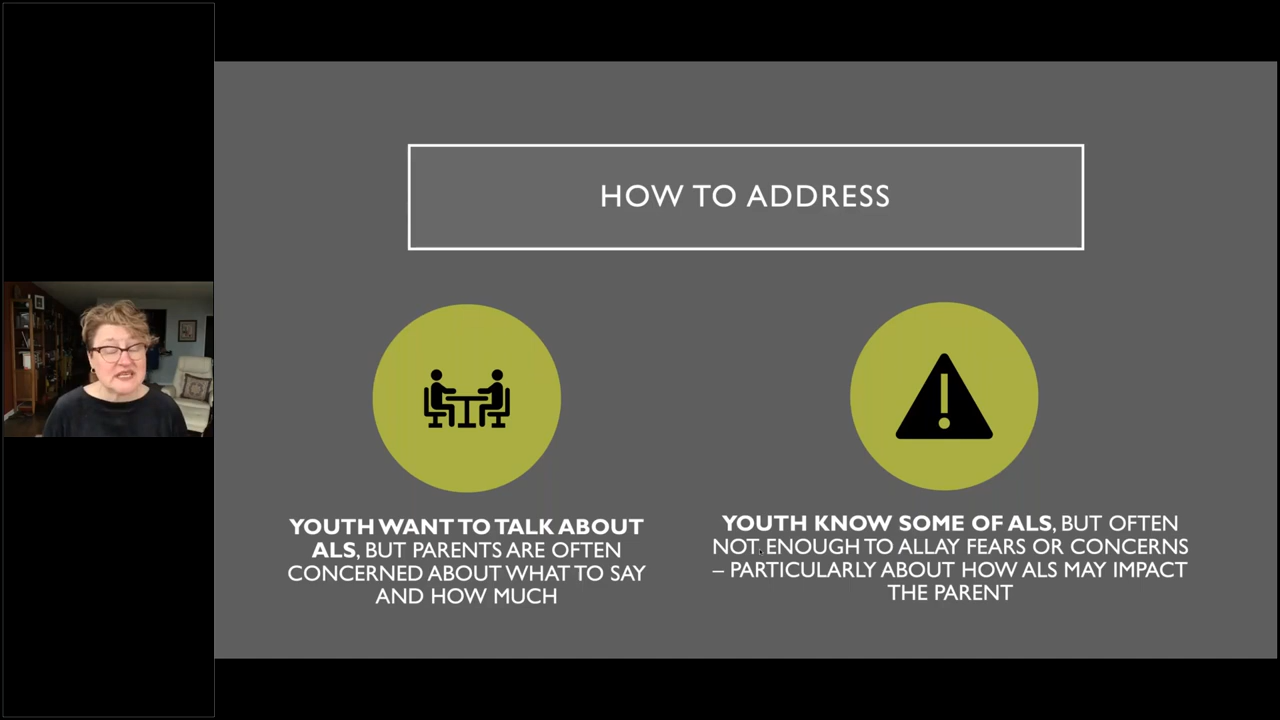 HOW TO ADDRESS
YOUTH WANT TO TALK ABOUT
ALS, BUT PARENTS ARE OFTEN
CONCERNED ABOUT WHAT TO SAY
AND HOW MUCH
YOUTH KNOW SOME OF ALS, BUT OFTEN
NOT ENOUGH TO ALLAY FEARS OR CONCERNS
– PARTICULARLY ABOUT HOW ALS MAY IMPACT
THE PARENT